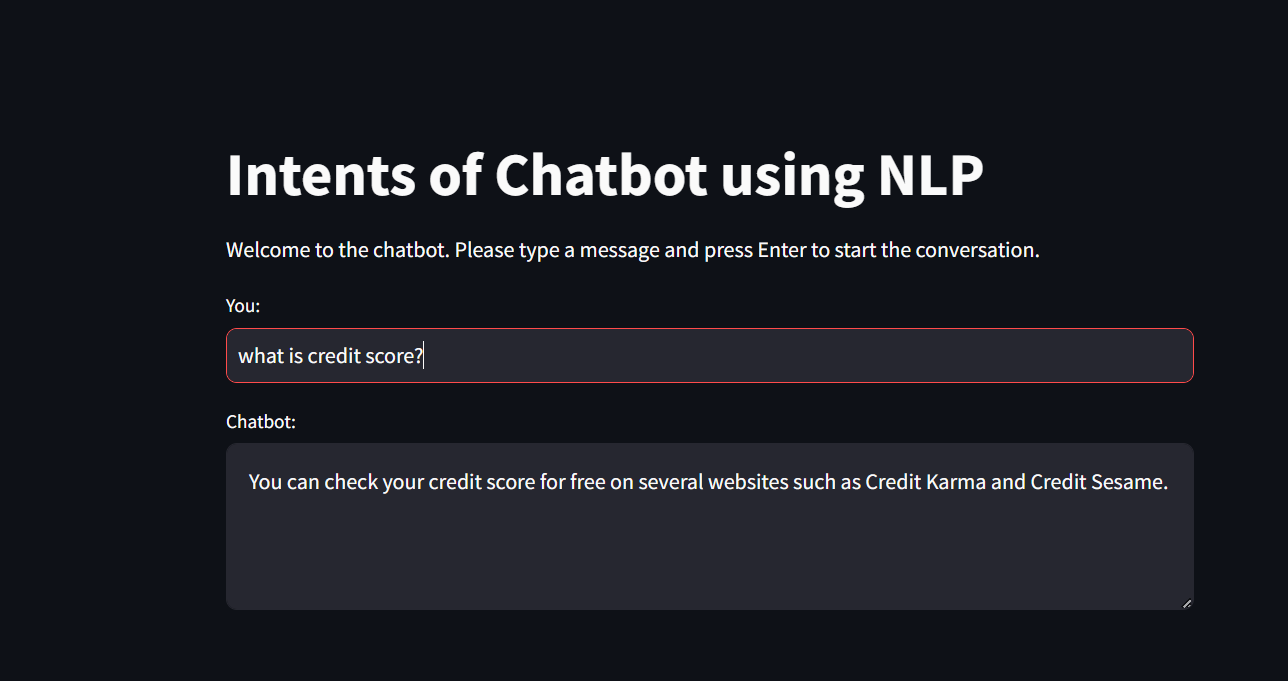 Intents of Chatbot using NLP
Welcome to the chatbot. Please type a message and press Enter to start the conversation.
You:
what is credit score?
Chatbot:
You can check your credit score for free on several websites such as Credit Karma and Credit Sesame.